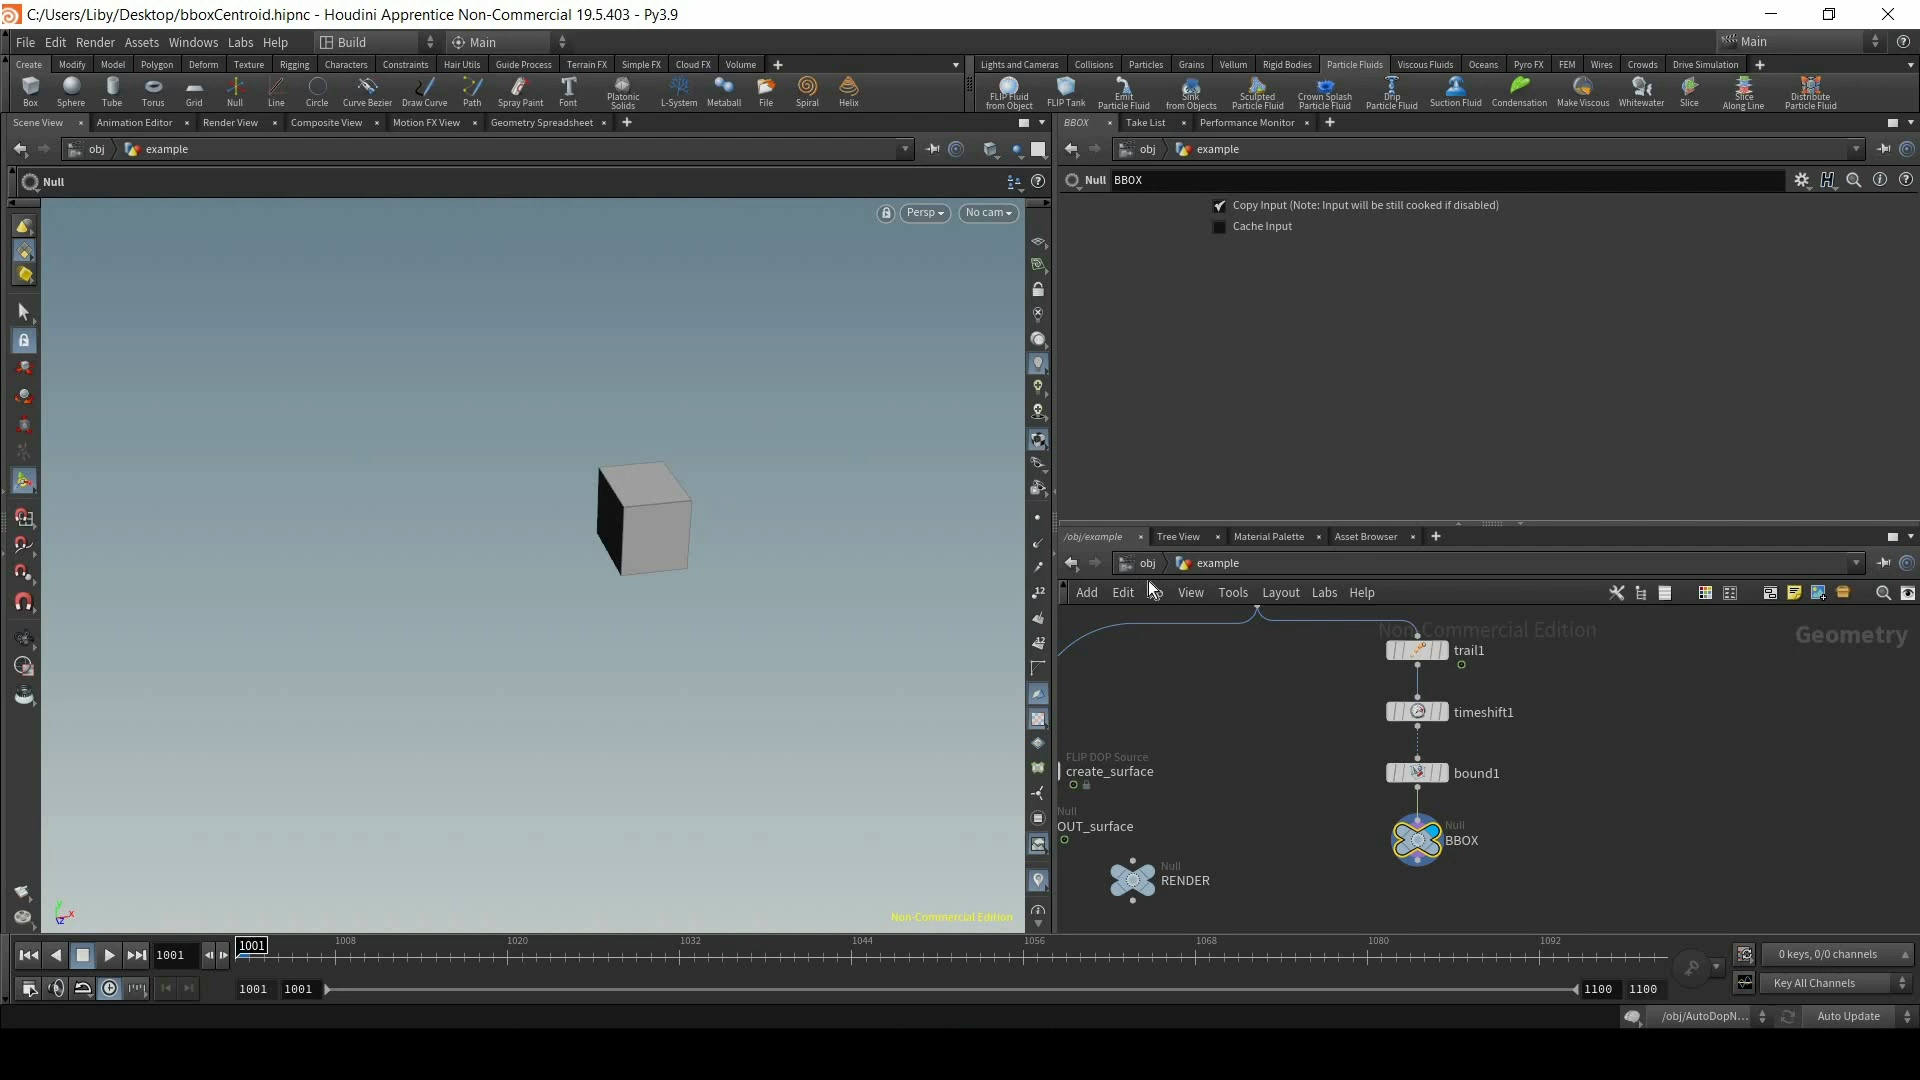 C:/Users/Liby/Desktop/bboxCentroid.hipnc - Houdini Apprentice Non-Commercial 19.5.403 - Py3.9
File Edit Render Assets Windows Labs Help Build Main Main
Create Modify Model Polygon Deform Texture Rigging Characters Constraints Hair Utils Guide Process Terrain FX Simple FX Cloud FX Volume
Lights and Cameras Collisions Particles Grains Vellum Rigid Bodies Particle Fluids Viscous Fluids Oceans Pyro FX FEM Wires Crowds Drive Simulation
Box Sphere Tube Torus Grid Null Line Circle Curve Bezier Draw Curve Path Spray Paint Font Platonic Solids L-System Metaball File Spiral Helix
FLIP Fluid from Object FLIP Tank Emit Particle Fluid Sink from Objects Sculpted Particle Fluid Crown Splash Particle Fluid Drip Particle Fluid Suction Fluid Condensation Make Viscous Whitewater Slice Slice Along Line Distribute Particle Fluid
Scene View Animation Editor Render View Composite View Motion FX View Geometry Spreadsheet
BBOX Take List Performance Monitor
obj example
obj example
Null
Null BBOX
Persp No cam
Copy Input (Note: Input will be still cooked if disabled)
Cache Input
/obj/example Tree View Material Palette Asset Browser
obj example
Add Edit View Tools Layout Labs Help
Non-Commercial Edition
Geometry
trail1
timeshift1
FLIP DOP Source
create_surface
bound1
Null
OUT_surface
Null
BBOX
Null
RENDER
Non-Commercial Edition
y x z
1001 1001 1008 1020 1032 1044 1056 1068 1080 1092
0 keys, 0/0 channels
1001 1001 1100 1100
Key All Channels
/obj/AutoDopN... Auto Update